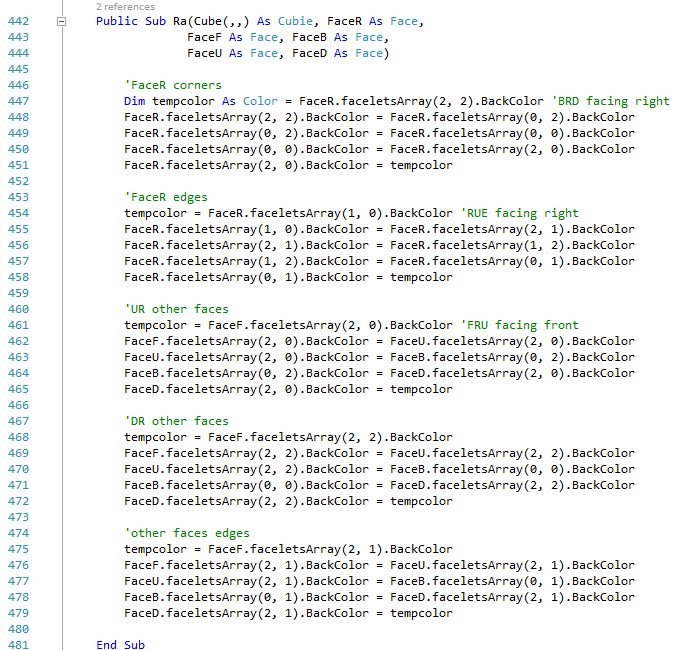 2 references
442 Public Sub Ra(Cube(,,) As Cubie, FaceR As Face,
443 FaceF As Face, FaceB As Face,
444 FaceU As Face, FaceD As Face)
445
446 'FaceR corners
447 Dim tempcolor As Color = FaceR.faceletsArray(2, 2).BackColor 'BRD facing right
448 FaceR.faceletsArray(2, 2).BackColor = FaceR.faceletsArray(0, 2).BackColor
449 FaceR.faceletsArray(0, 2).BackColor = FaceR.faceletsArray(0, 0).BackColor
450 FaceR.faceletsArray(0, 0).BackColor = FaceR.faceletsArray(2, 0).BackColor
451 FaceR.faceletsArray(2, 0).BackColor = tempcolor
452
453 'FaceR edges
454 tempcolor = FaceR.faceletsArray(1, 0).BackColor 'RUE facing right
455 FaceR.faceletsArray(1, 0).BackColor = FaceR.faceletsArray(2, 1).BackColor
456 FaceR.faceletsArray(2, 1).BackColor = FaceR.faceletsArray(1, 2).BackColor
457 FaceR.faceletsArray(1, 2).BackColor = FaceR.faceletsArray(0, 1).BackColor
458 FaceR.faceletsArray(0, 1).BackColor = tempcolor
459
460 'UR other faces
461 tempcolor = FaceF.faceletsArray(2, 0).BackColor 'FRU facing front
462 FaceF.faceletsArray(2, 0).BackColor = FaceU.faceletsArray(2, 0).BackColor
463 FaceU.faceletsArray(2, 0).BackColor = FaceB.faceletsArray(0, 2).BackColor
464 FaceB.faceletsArray(0, 2).BackColor = FaceD.faceletsArray(2, 0).BackColor
465 FaceD.faceletsArray(2, 0).BackColor = tempcolor
466
467 'DR other faces
468 tempcolor = FaceF.faceletsArray(2, 2).BackColor
469 FaceF.faceletsArray(2, 2).BackColor = FaceU.faceletsArray(2, 2).BackColor
470 FaceU.faceletsArray(2, 2).BackColor = FaceB.faceletsArray(0, 0).BackColor
471 FaceB.faceletsArray(0, 0).BackColor = FaceD.faceletsArray(2, 2).BackColor
472 FaceD.faceletsArray(2, 2).BackColor = tempcolor
473
474 'other faces edges
475 tempcolor = FaceF.faceletsArray(2, 1).BackColor
476 FaceF.faceletsArray(2, 1).BackColor = FaceU.faceletsArray(2, 1).BackColor
477 FaceU.faceletsArray(2, 1).BackColor = FaceB.faceletsArray(0, 1).BackColor
478 FaceB.faceletsArray(0, 1).BackColor = FaceD.faceletsArray(2, 1).BackColor
479 FaceD.faceletsArray(2, 1).BackColor = tempcolor
480
481 End Sub